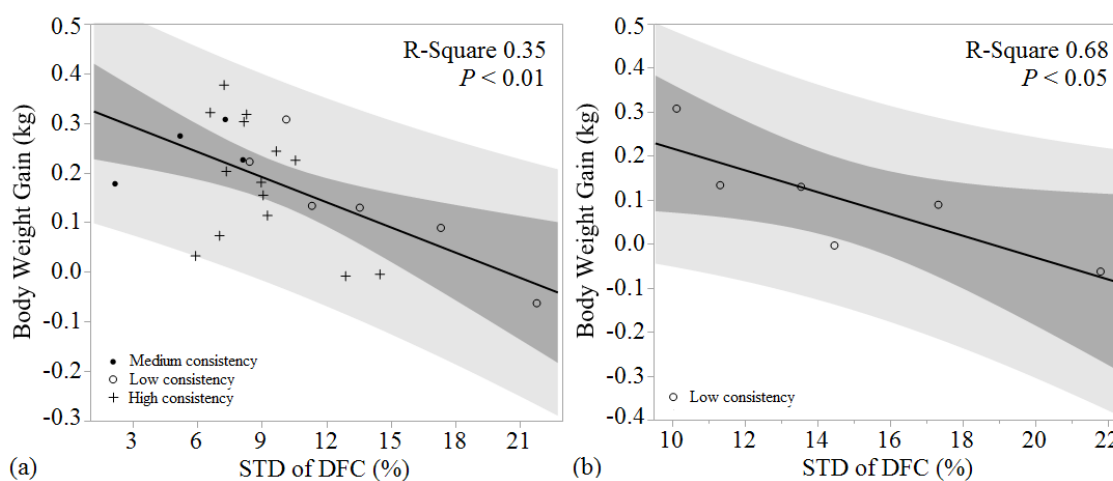 R-Square 0.35
P < 0.01
Body Weight Gain (kg)
0.5
0.4
0.3
0.2
0.1
0.0
-0.1
-0.2
-0.3
Medium consistency
Low consistency
High consistency
3 6 9 12 15 18 21
(a) STD of DFC (%)
R-Square 0.68
P < 0.05
Body Weight Gain (kg)
0.5
0.4
0.3
0.2
0.1
0.0
-0.1
-0.2
-0.3
-0.4
Low consistency
10 12 14 16 18 20 22
(b) STD of DFC (%)